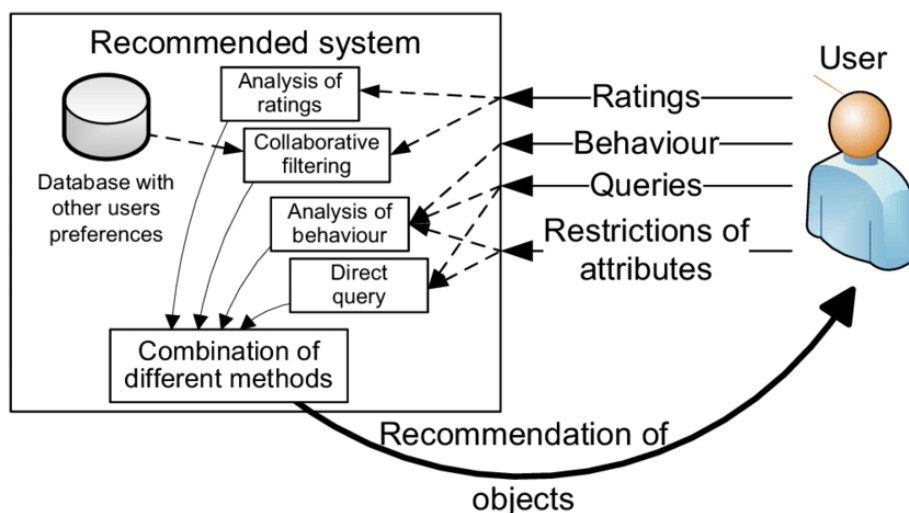 Recommended system
Analysis of
ratings
Collaborative
filtering
Database with
other users
preferences
Analysis of
behaviour
Direct
query
Combination of
different methods
User
Ratings
Behaviour
Queries
Restrictions of
attributes
Recommendation of
objects